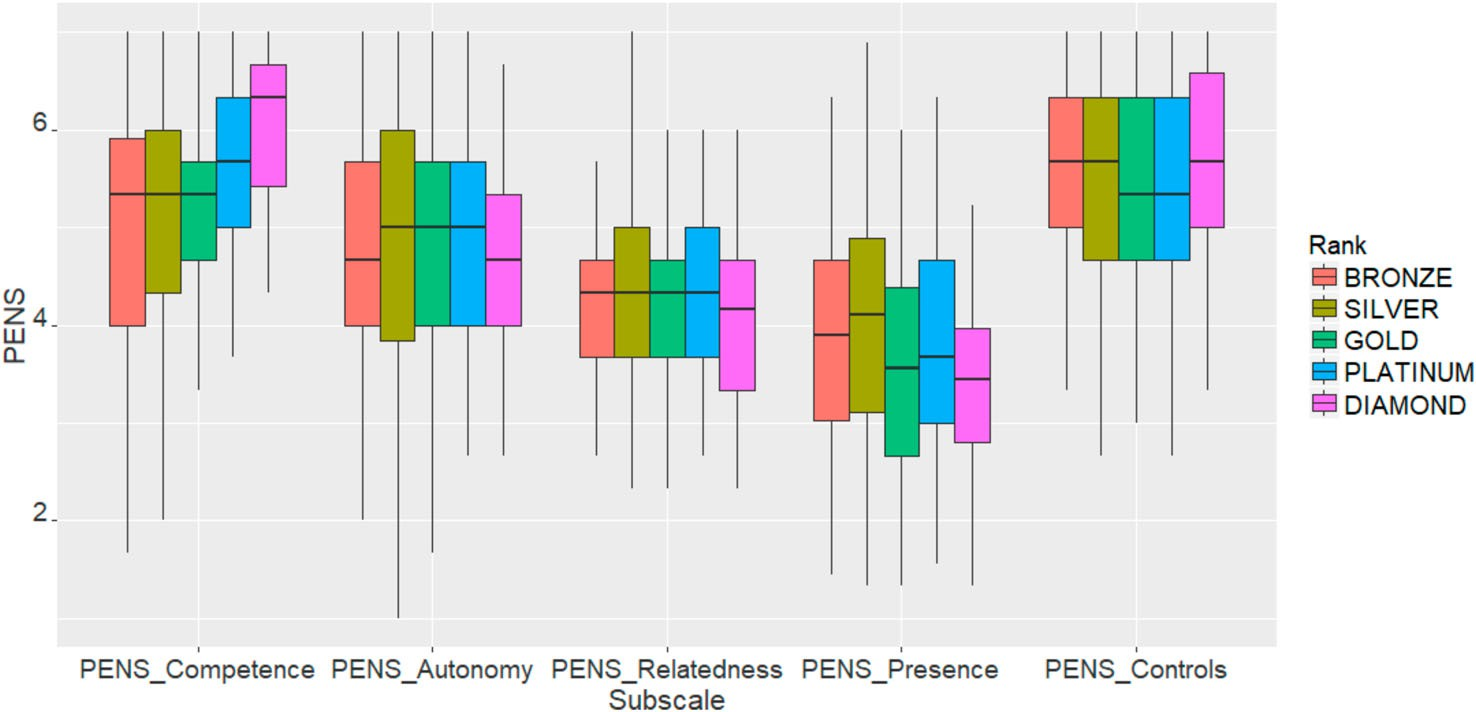 PENS
6
4
2
PENS_Competence PENS_Autonomy PENS_Relatedness PENS_Presence PENS_Controls
Subscale
Rank
BRONZE
SILVER
GOLD
PLATINUM
DIAMOND